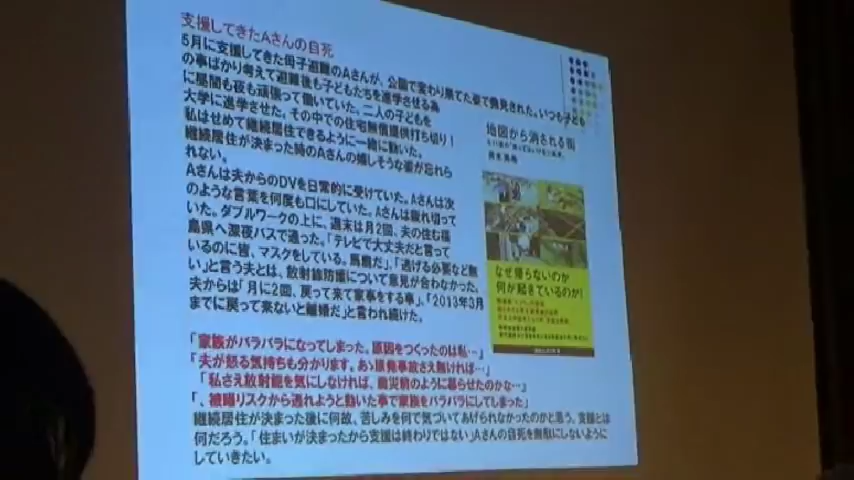 支援してきたAさんの自死
5月に支援してきた母子避難のAさんが、公園で変わり果てた姿で発見された。いつも子ども
の事ばかり考えて避難後も子どもたちを進学させる為
に昼間も夜も頑張って働いていた。二人の子どもを
大学に進学させた。その中での住宅無償提供打ち切り!
私はせめて継続居住できるように一緒に動いた。
継続居住が決まった時のAさんの嬉しそうな姿が忘れら
れない。
Aさんは夫からのDVを日常的に受けていた。Aさんは次
のような言葉を何度も口にしていた。Aさんは疲れ切って
いた。ダブルワークの上に、週末は月2回、夫の住む福
島県へ深夜バスで通った。「テレビで大丈夫だと言って
いるのに皆、マスクをしている。馬鹿だ」、「逃げる必要など無
い」と言う夫とは、放射線防護について意見が合わなかった。
夫からは「月に2回、戻って来て家事をする事」、「2013年3月
までに戻って来ないと離婚だ」と言われ続けた。
「家族がバラバラになってしまった。原因をつくったのは私…」
「夫が怒る気持ちも分かります。あゝ原発事故さえ無ければ…」
「私さえ放射能を気にしなければ、震災前のように暮らせたのかな…」
「、被曝リスクから逃れようと動いた事で家族をバラバラにしてしまった」
継続居住が決まった後に何故、苦しみを何で気づいてあげられなかったのかと思う。支援とは
何だろう。「住まいが決まったから支援は終わりではない」Aさんの自死を無駄にしないように
していきたい。
地図から消される街
青木美希
なぜ帰らないのか
何が起きているのか!